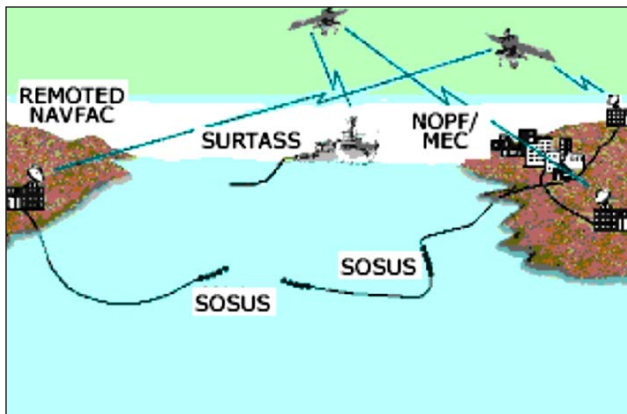 REMOTED
NAVFAC
SURTASS
NOPF/
MEC
SOSUS
SOSUS